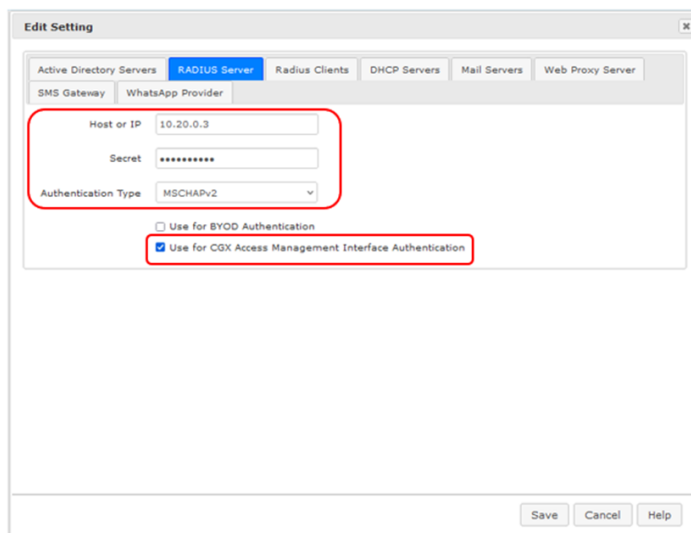 Edit Setting
Active Directory Servers RADIUS Server Radius Clients DHCP Servers Mail Servers Web Proxy Server
SMS Gateway WhatsApp Provider
Host or IP 10.20.0.3
Secret ••••••••••
Authentication Type MSCHAPv2
Use for BYOD Authentication
Use for CGX Access Management Interface Authentication
Save Cancel Help